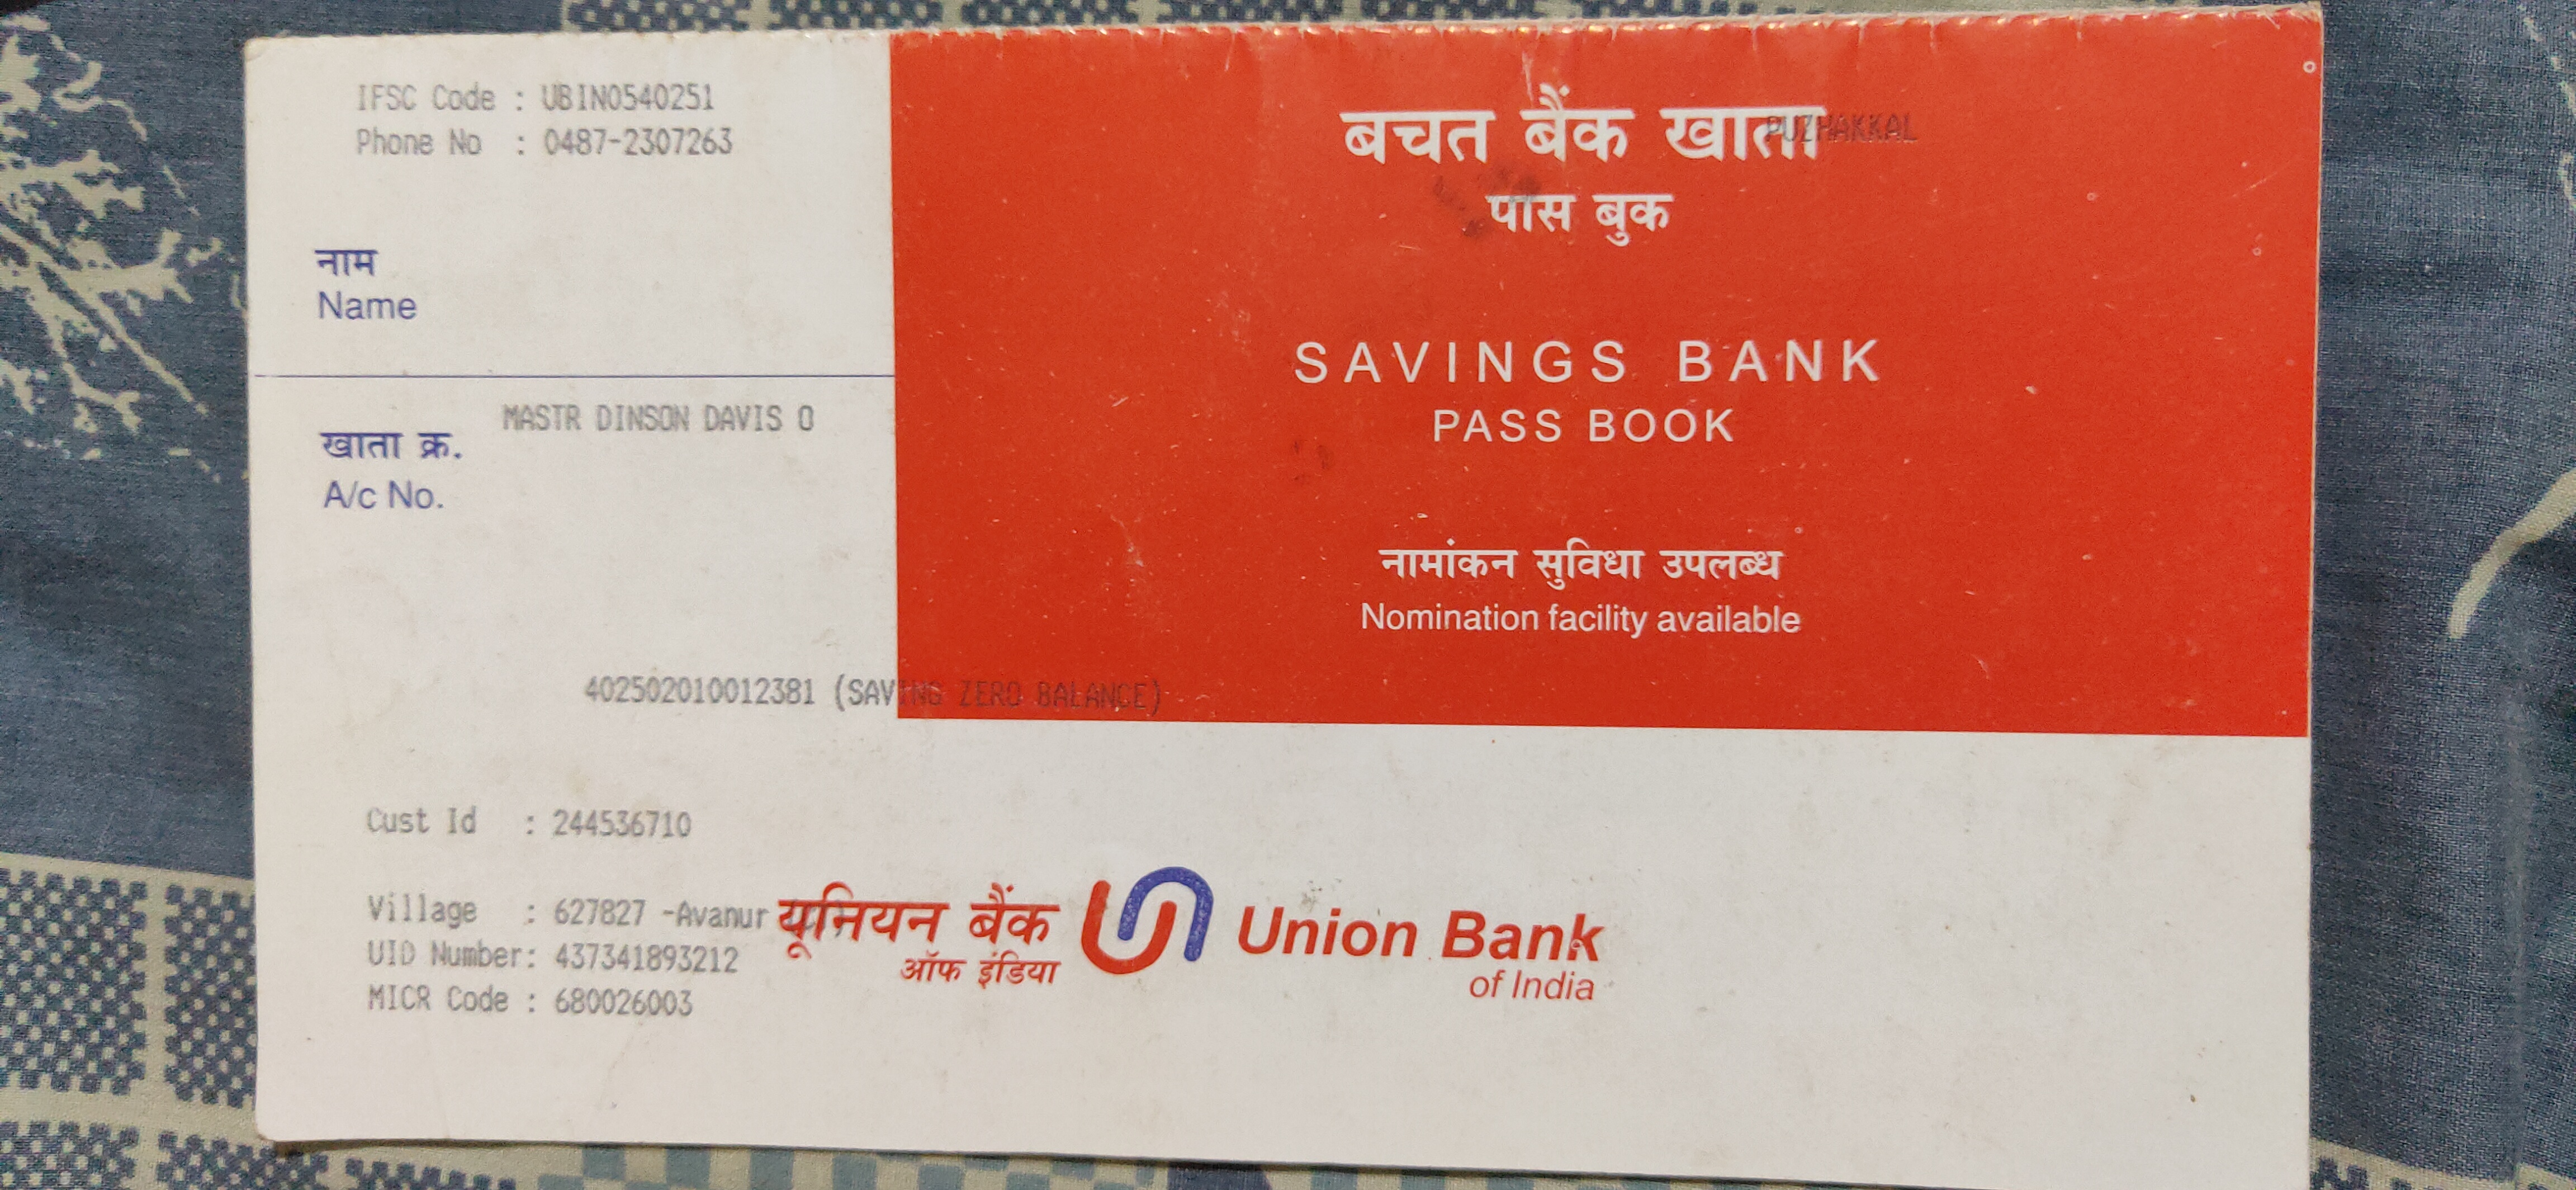 IFSC Code : UBIN0540251
Phone No : 0487-2307263
नाम
Name
MASTR DINSON DAVIS O
खाता क्र.
A/c No.
402502010012381 (SAVING ZERO BALANCE)
Cust Id : 244536710
Village : 627827 -Avanur
UID Number: 437341893212
MICR Code : 680026003
बचत बैंक खाता
PUZHAKKAL
पास बुक
SAVINGS BANK
PASS BOOK
नामांकन सुविधा उपलब्ध
Nomination facility available
यूनियन बैंक
ऑफ इंडिया
Union Bank
of India